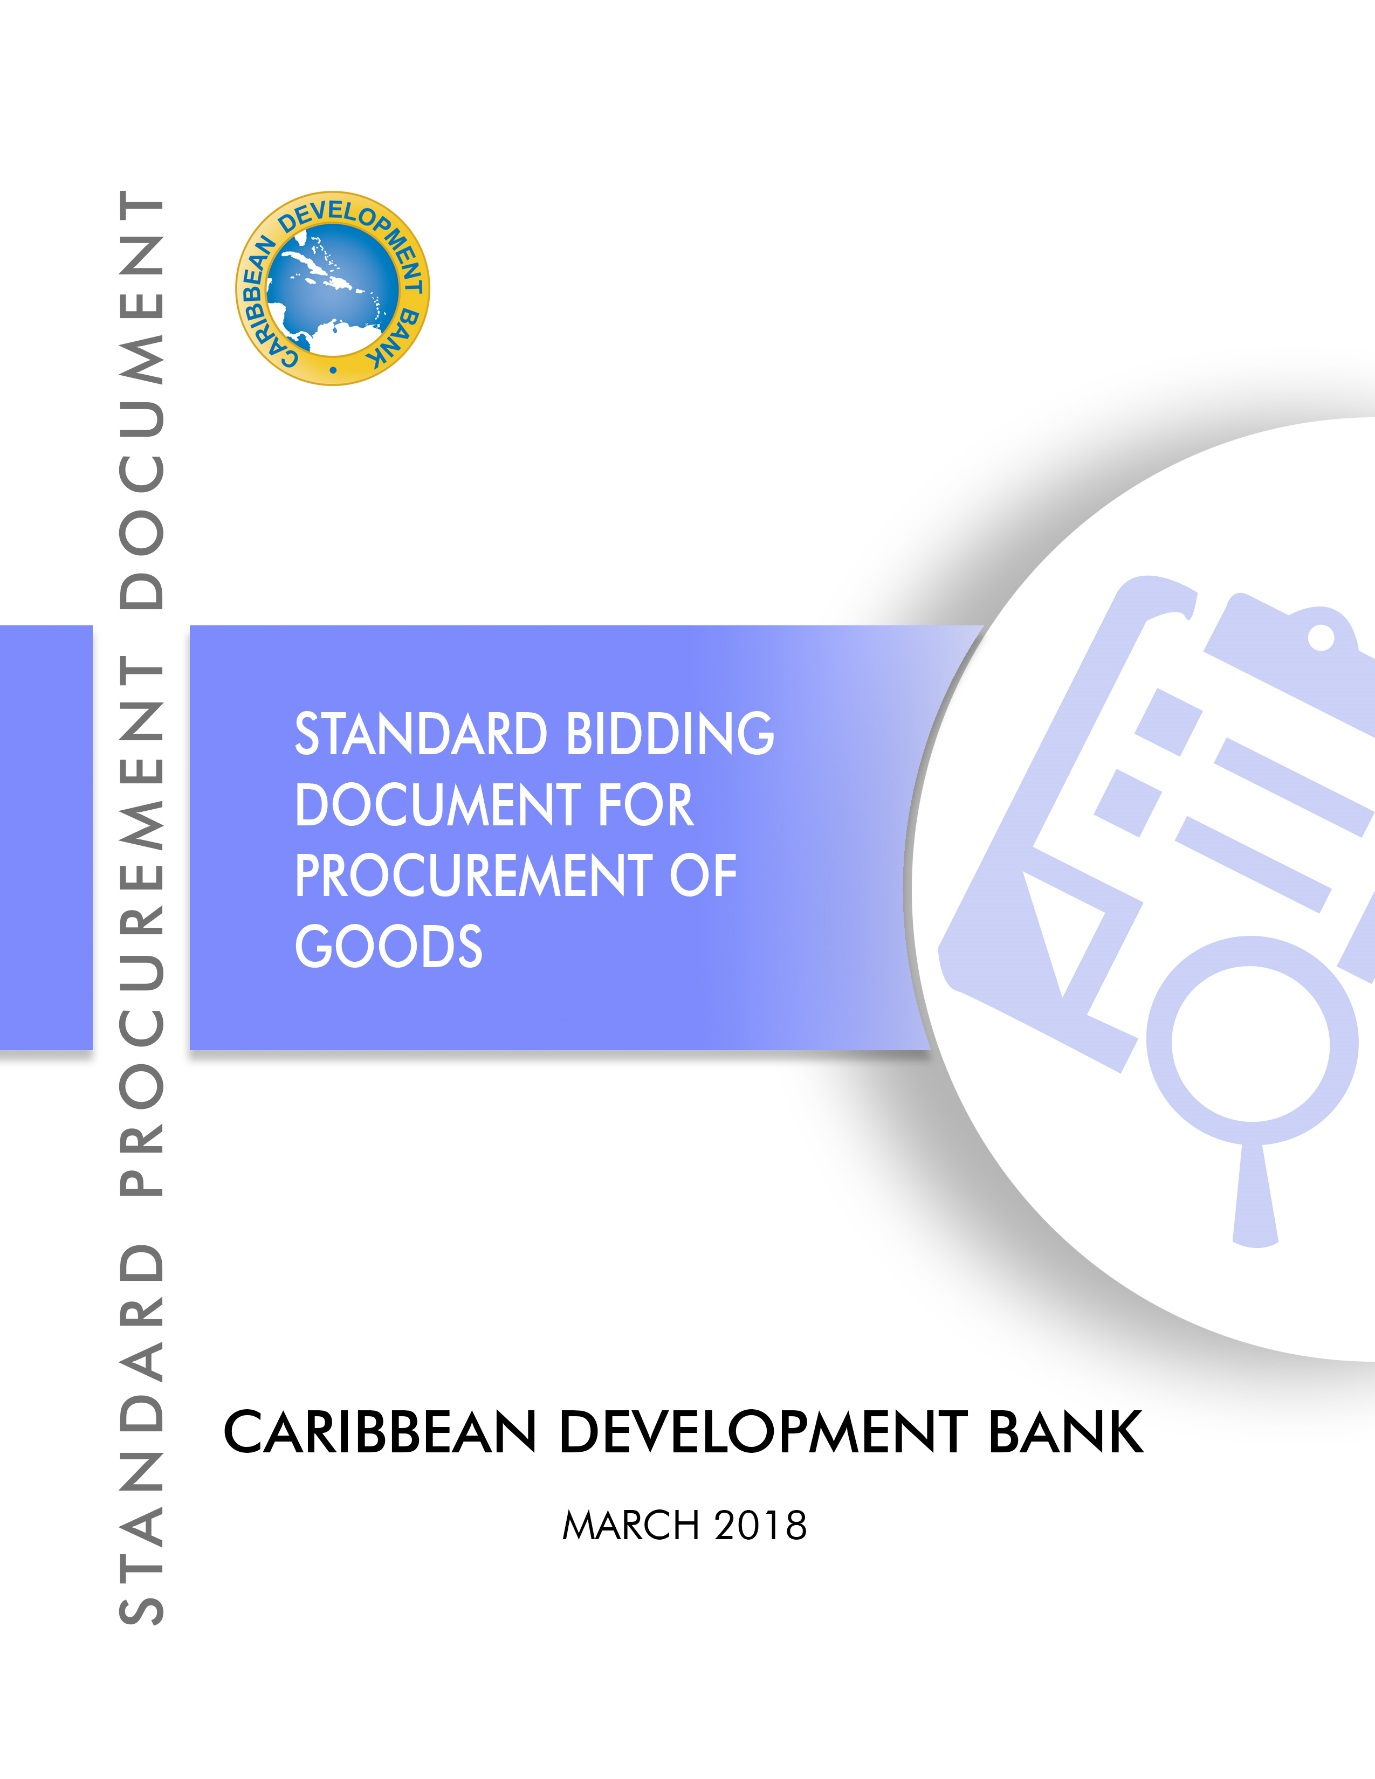 STANDARD PROCUREMENT DOCUMENT
CARIBBEAN DEVELOPMENT BANK
STANDARD BIDDING
DOCUMENT FOR
PROCUREMENT OF
GOODS
CARIBBEAN DEVELOPMENT BANK
MARCH 2018